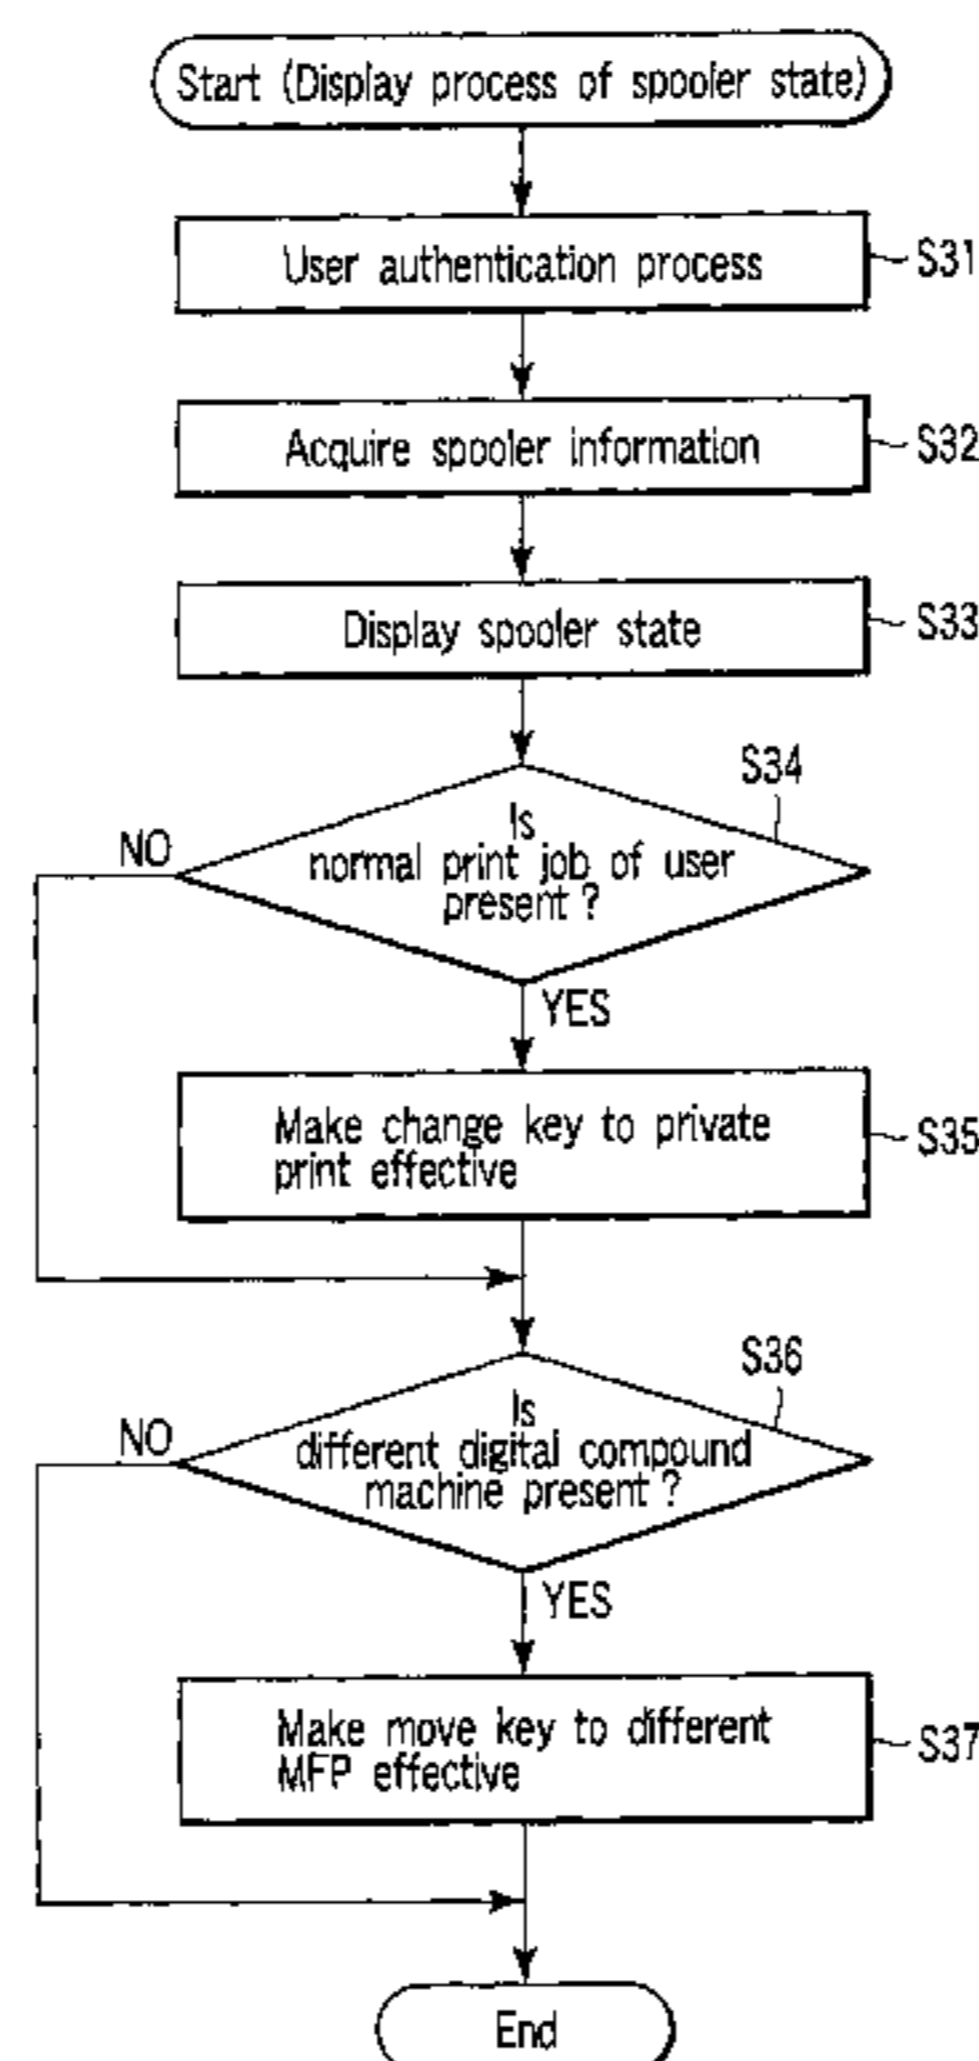 Start (Display process of spooler state)
User authentication process
S31
Acquire spooler information
S32
Display spooler state
S33
S34
Is
normal print job of user
present ?
NO
YES
Make change key to private
print effective
S35
S36
Is
different digital compound
machine present ?
NO
YES
Make move key to different
MFP effective
S37
End